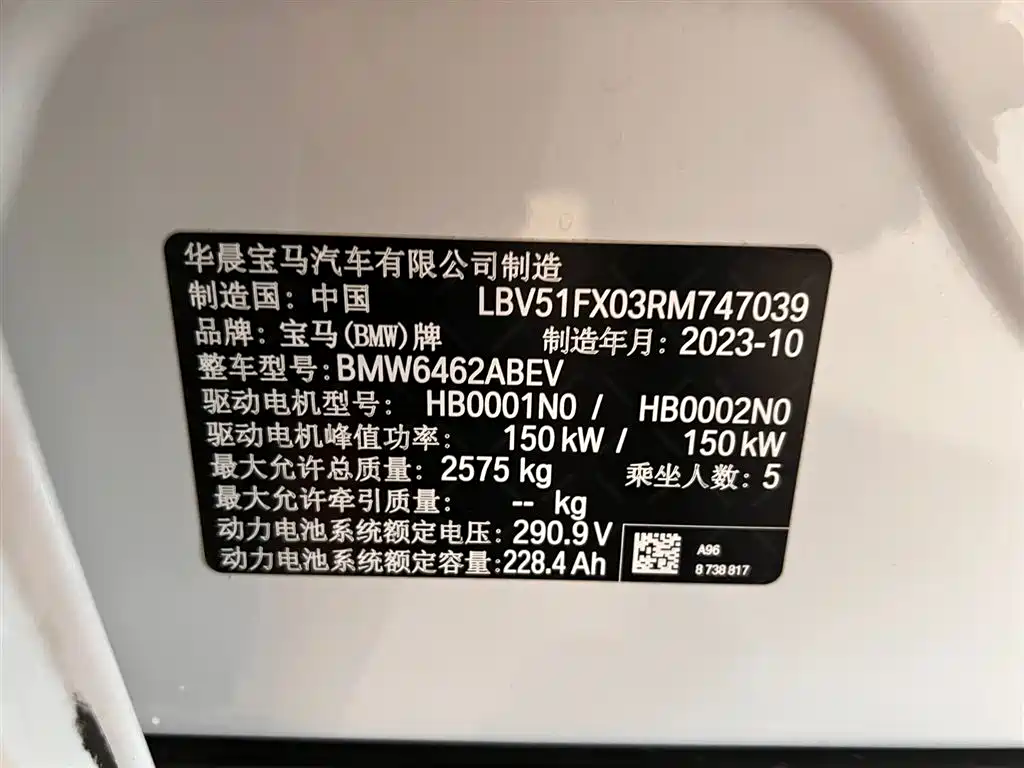 华晨宝马汽车有限公司制造
制造国：中国 LBV51FX03RM747039
品牌：宝马(BMW)牌 制造年月：2023-10
整车型号：BMW6462ABEV
驱动电机型号： HB0001N0 / HB0002N0
驱动电机峰值功率： 150 kW / 150 kW
最大允许总质量：2575 kg 乘坐人数：5
最大允许牵引质量： -- kg
动力电池系统额定电压：290.9 V
动力电池系统额定容量：228.4 Ah
A96
8 738 817